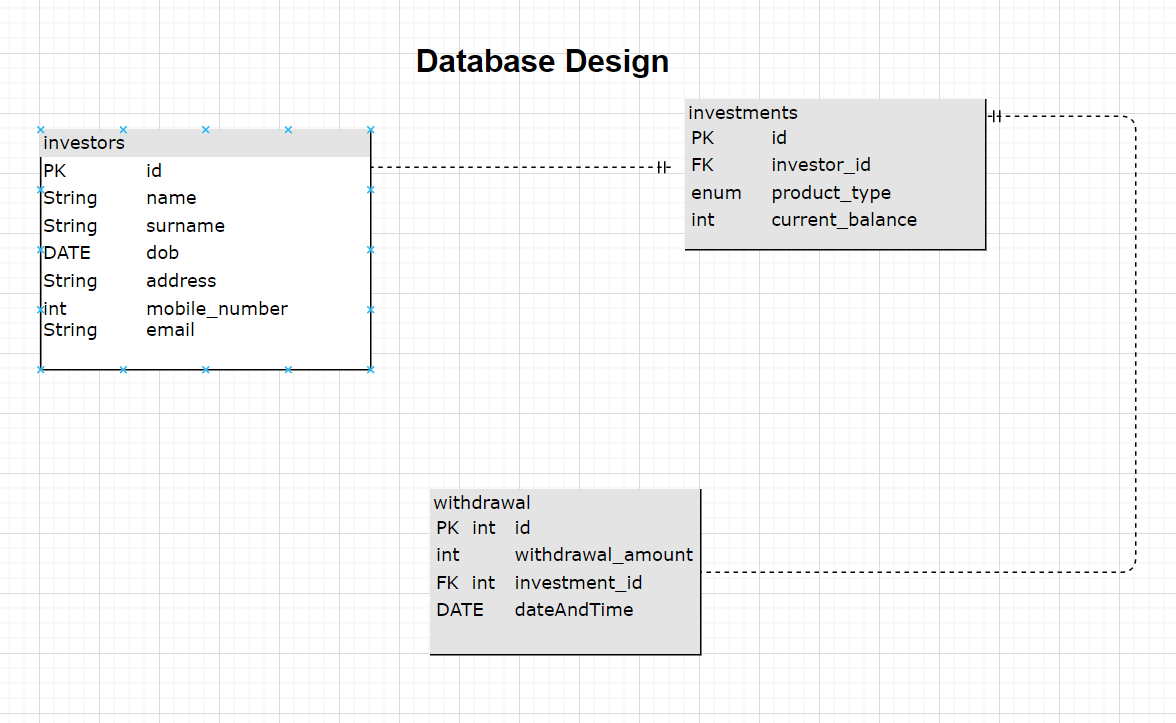 Database Design
investors
PK id
String name
String surname
DATE dob
String address
int mobile_number
String email
investments
PK id
FK investor_id
enum product_type
int current_balance
withdrawal
PK int id
int withdrawal_amount
FK int investment_id
DATE dateAndTime